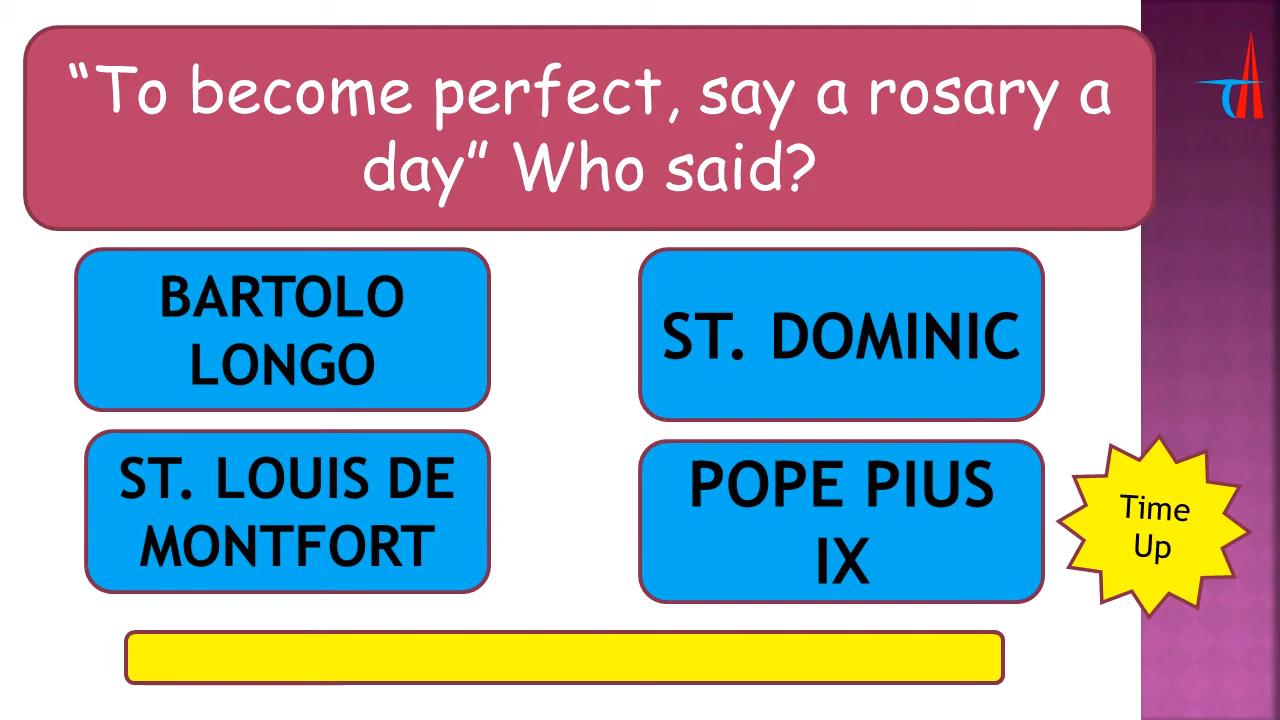 “To become perfect, say a rosary a
day” Who said?
BARTOLO
LONGO
ST. DOMINIC
ST. LOUIS DE
MONTFORT
POPE PIUS
IX
Time
Up